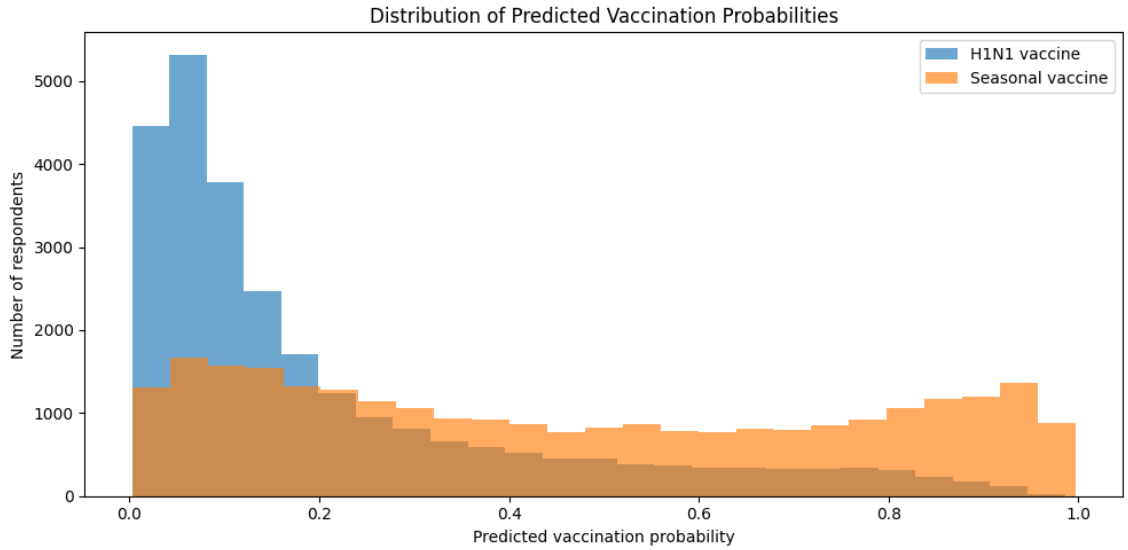 Distribution of Predicted Vaccination Probabilities
H1N1 vaccine
Seasonal vaccine
Number of respondents
5000
4000
3000
2000
1000
0
0.0 0.2 0.4 0.6 0.8 1.0
Predicted vaccination probability